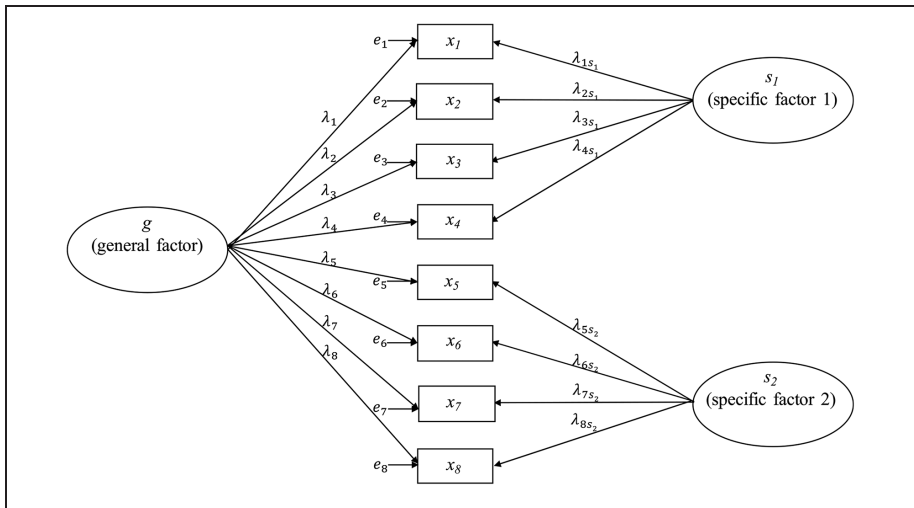 e₁
x₁
λ₁ₛ₁
s₁
(specific factor 1)
e₂
x₂
λ₂ₛ₁
λ₁
e₃
x₃
λ₃ₛ₁
λ₂
λ₄ₛ₁
λ₃
e₄
x₄
g
(general factor)
λ₄
λ₅
e₅
x₅
λ₆
λ₅ₛ₂
λ₇
e₆
x₆
λ₆ₛ₂
λ₈
s₂
(specific factor 2)
e₇
x₇
λ₇ₛ₂
λ₈ₛ₂
e₈
x₈